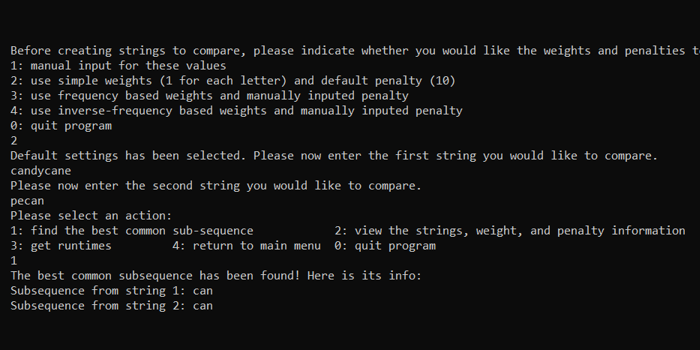 Before creating strings to compare, please indicate whether you would like the weights and penalties t
1: manual input for these values
2: use simple weights (1 for each letter) and default penalty (10)
3: use frequency based weights and manually inputed penalty
4: use inverse-frequency based weights and manually inputed penalty
0: quit program
2
Default settings has been selected. Please now enter the first string you would like to compare.
candycane
Please now enter the second string you would like to compare.
pecan
Please select an action:
1: find the best common sub-sequence 2: view the strings, weight, and penalty information
3: get runtimes 4: return to main menu 0: quit program
1
The best common subsequence has been found! Here is its info:
Subsequence from string 1: can
Subsequence from string 2: can